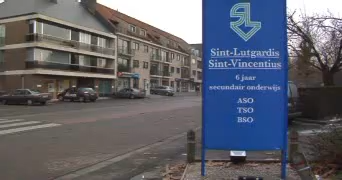 Sint-Lutgardis
Sint-Vincentius
6 jaar
secundair onderwijs
ASO
TSO
BSO